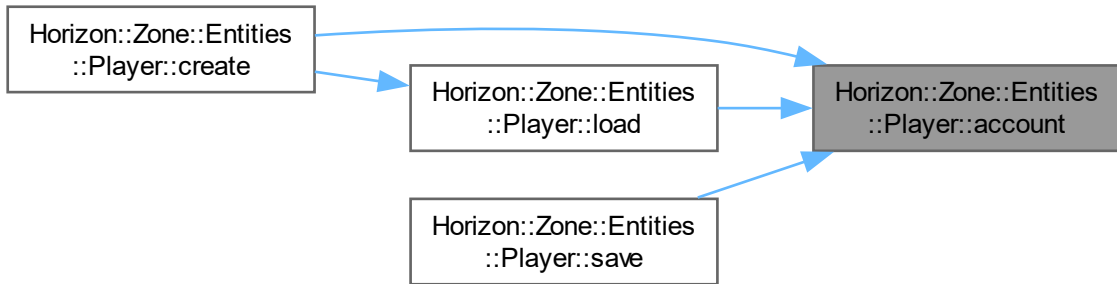 Horizon::Zone::Entities
::Player::create
Horizon::Zone::Entities
::Player::load
Horizon::Zone::Entities
::Player::account
Horizon::Zone::Entities
::Player::save